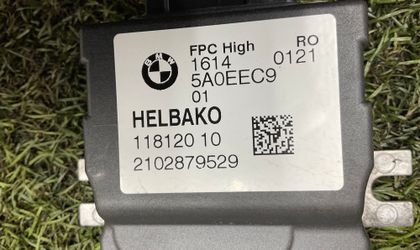 BMW
FPC High RO
1614 0121
5A0EEC9
01
HELBAKO
118120 10
2102879529